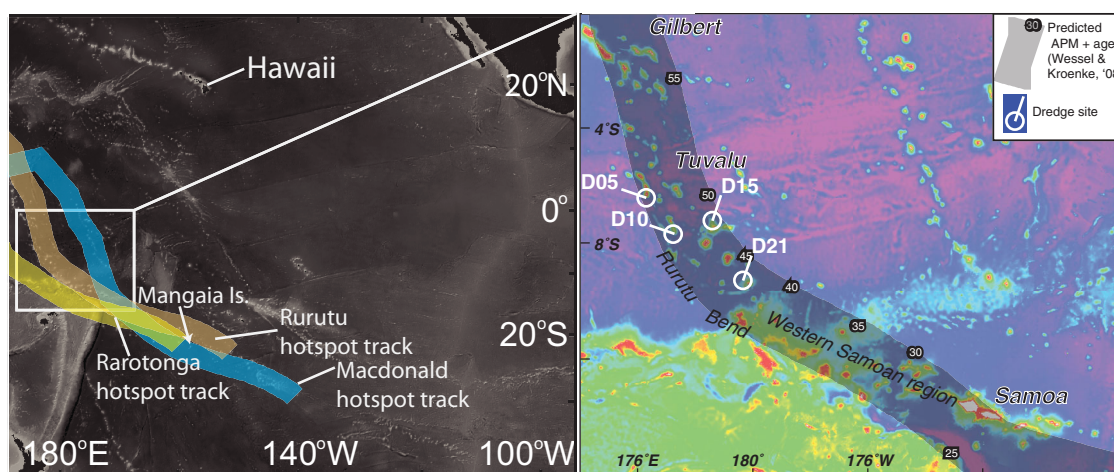 Hawaii
20°N
0°
Mangaia Is.
Rurutu
hotspot track
20°S
Rarotonga
hotspot track
Macdonald
hotspot track
180°E
140°W
100°W
Gilbert
30
Predicted
APM + age
(Wessel &
Kroenke, '08
Dredge site
55
4°S
Tuvalu
50
D05
D15
D10
8°S
D21
45
40
Rurutu
Bend
35
Western Samoan region
30
Samoa
25
176°E
180°
176°W